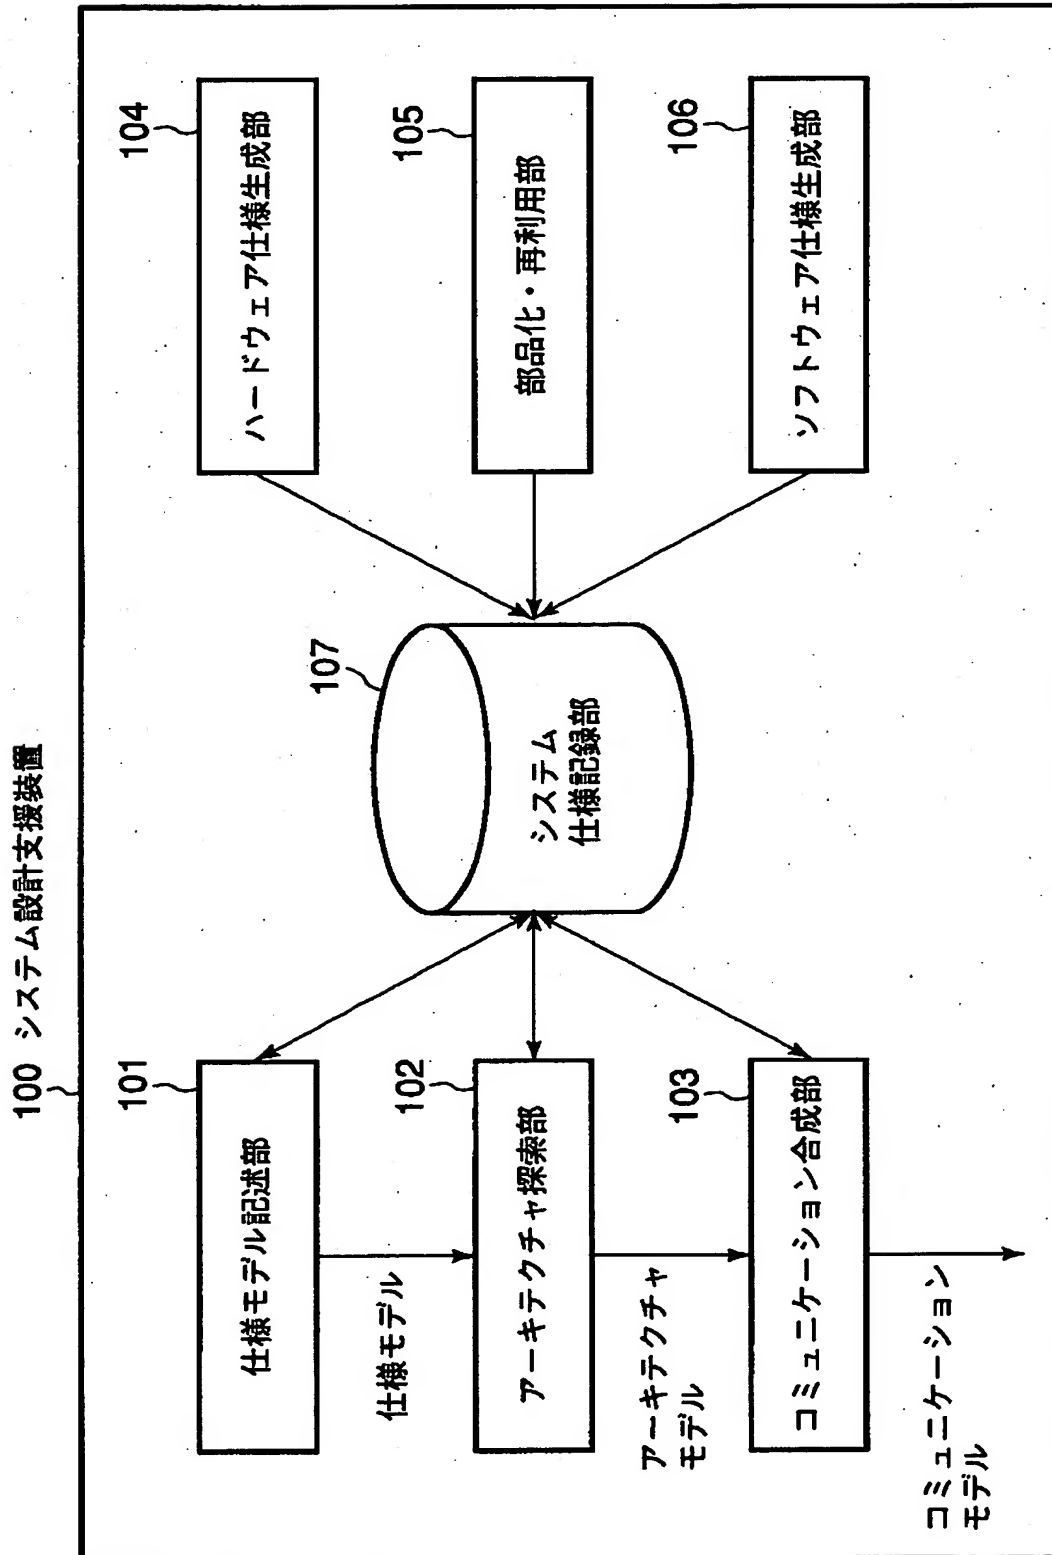 100 システム設計支援装置
101
仕様モデル記述部
仕様モデル
102
アーキテクチャ探索部
アーキテクチャ
モデル
103
コミュニケーション合成部
コミュニケーション
モデル
107
システム
仕様記録部
104
ハードウェア仕様生成部
105
部品化・再利用部
106
ソフトウェア仕様生成部